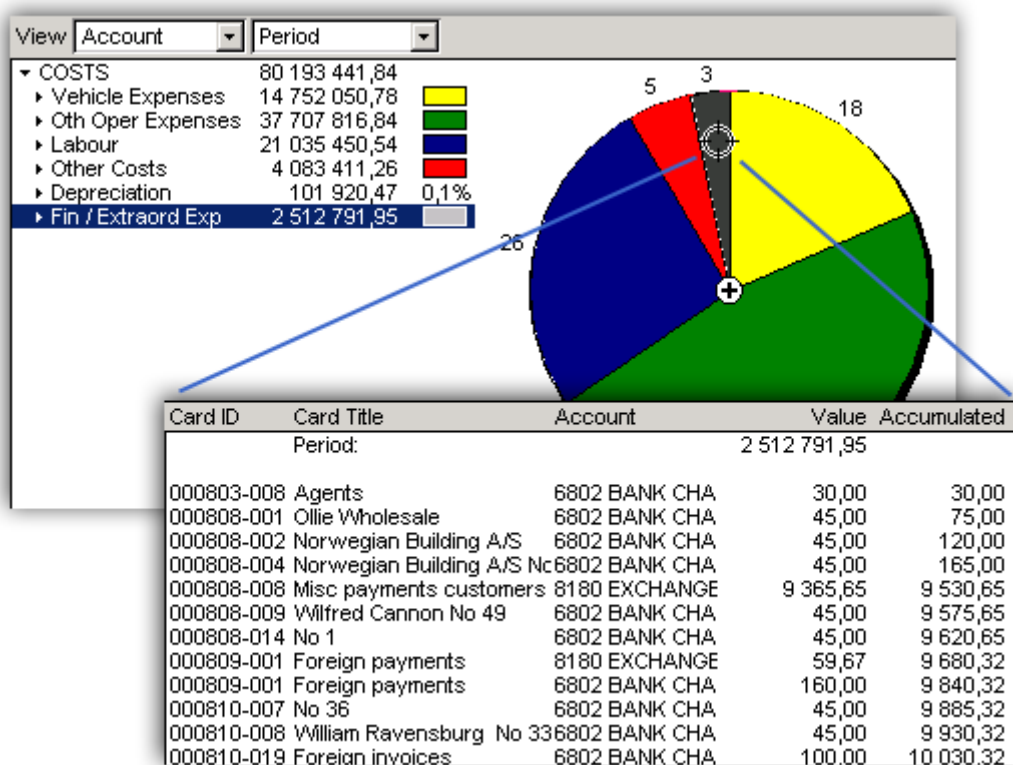 View Account Period
COSTS 80 193 441,84
Vehicle Expenses 14 752 050,78
Oth Oper Expenses 37 707 816,84
Labour 21 035 450,54
Other Costs 4 083 411,26
Depreciation 101 920,47 0,1%
Fin / Extraord Exp 2 512 791,95
5
3
18
26
Card ID Card Title Account Value Accumulated
Period: 2 512 791,95
000803-008 Agents 6802 BANK CHA 30,00 30,00
000808-001 Ollie Wholesale 6802 BANK CHA 45,00 75,00
000808-002 Norwegian Building A/S 6802 BANK CHA 45,00 120,00
000808-004 Norwegian Building A/S Nc 6802 BANK CHA 45,00 165,00
000808-008 Misc payments customers 8180 EXCHANGE 9 365,65 9 530,65
000808-009 Wilfred Cannon No 49 6802 BANK CHA 45,00 9 575,65
000808-014 No 1 6802 BANK CHA 45,00 9 620,65
000809-001 Foreign payments 8180 EXCHANGE 59,67 9 680,32
000809-001 Foreign payments 6802 BANK CHA 160,00 9 840,32
000810-007 No 36 6802 BANK CHA 45,00 9 885,32
000810-008 William Ravensburg No 33 6802 BANK CHA 45,00 9 930,32
000810-019 Foreign invoices 6802 BANK CHA 100,00 10 030,32